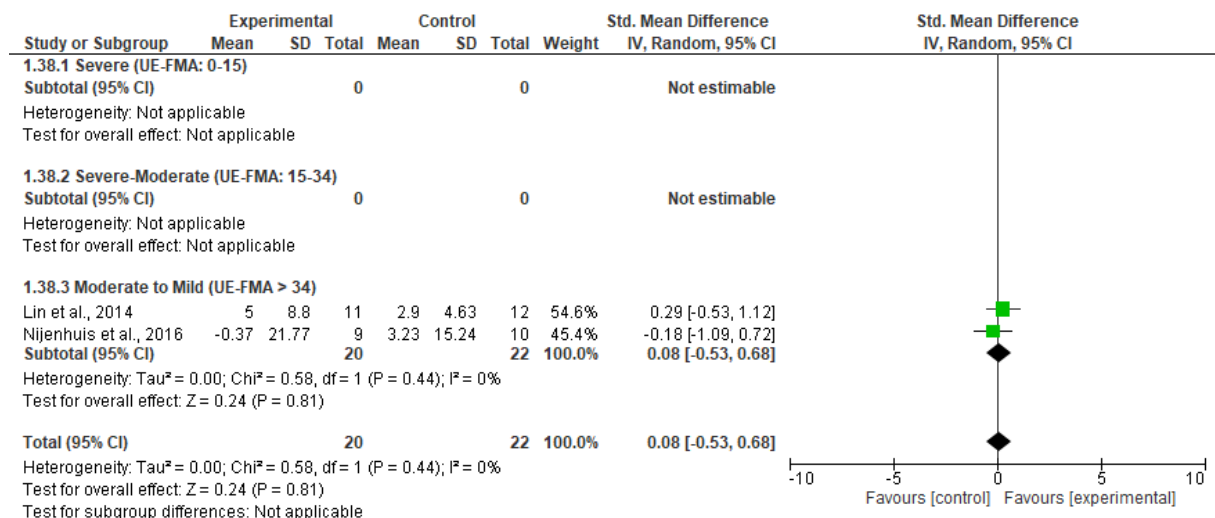 Experimental Control Std. Mean Difference Std. Mean Difference
Study or Subgroup Mean SD Total Mean SD Total Weight IV, Random, 95% CI IV, Random, 95% CI
1.38.1 Severe (UE-FMA: 0-15)
Subtotal (95% CI) 0 0 Not estimable
Heterogeneity: Not applicable
Test for overall effect: Not applicable
1.38.2 Severe-Moderate (UE-FMA: 15-34)
Subtotal (95% CI) 0 0 Not estimable
Heterogeneity: Not applicable
Test for overall effect: Not applicable
1.38.3 Moderate to Mild (UE-FMA > 34)
Lin et al., 2014 5 8.8 11 2.9 4.63 12 54.6% 0.29 [-0.53, 1.12]
Nijenhuis et al., 2016 -0.37 21.77 9 3.23 15.24 10 45.4% -0.18 [-1.09, 0.72]
Subtotal (95% CI) 20 22 100.0% 0.08 [-0.53, 0.68]
Heterogeneity: Tau² = 0.00; Chi² = 0.58, df = 1 (P = 0.44); I² = 0%
Test for overall effect: Z = 0.24 (P = 0.81)
Total (95% CI) 20 22 100.0% 0.08 [-0.53, 0.68]
Heterogeneity: Tau² = 0.00; Chi² = 0.58, df = 1 (P = 0.44); I² = 0%
Test for overall effect: Z = 0.24 (P = 0.81)
Test for subgroup differences: Not applicable
-10 -5 0 5 10
Favours [control] Favours [experimental]